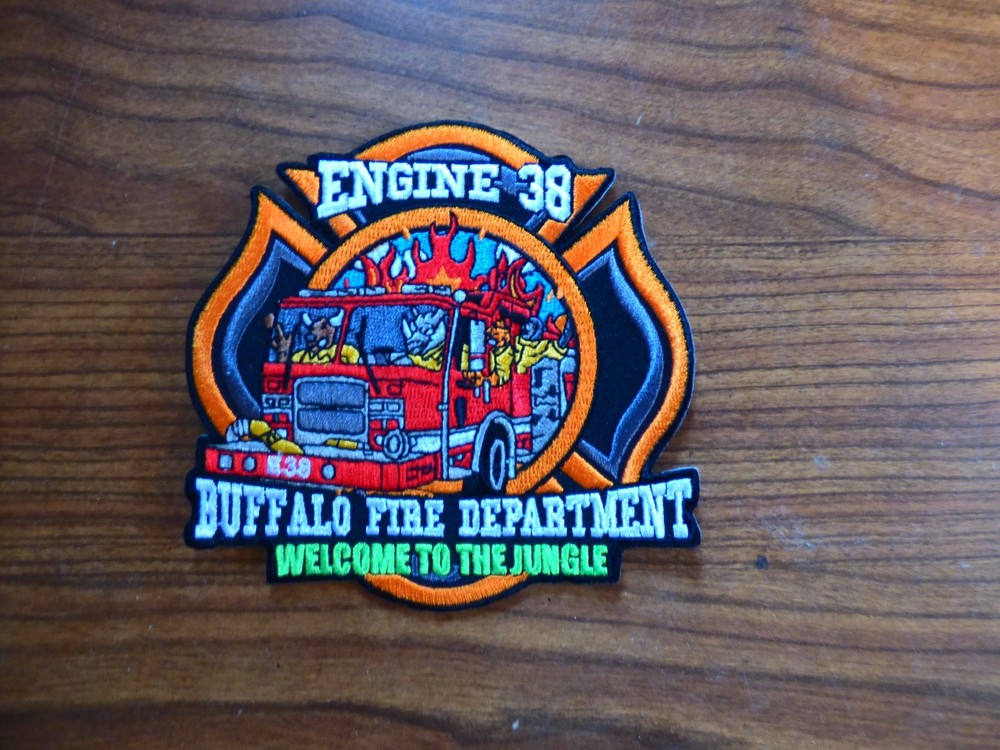 ENGINE 38
E38
BUFFALO FIRE DEPARTMENT
WELCOME TO THE JUNGLE